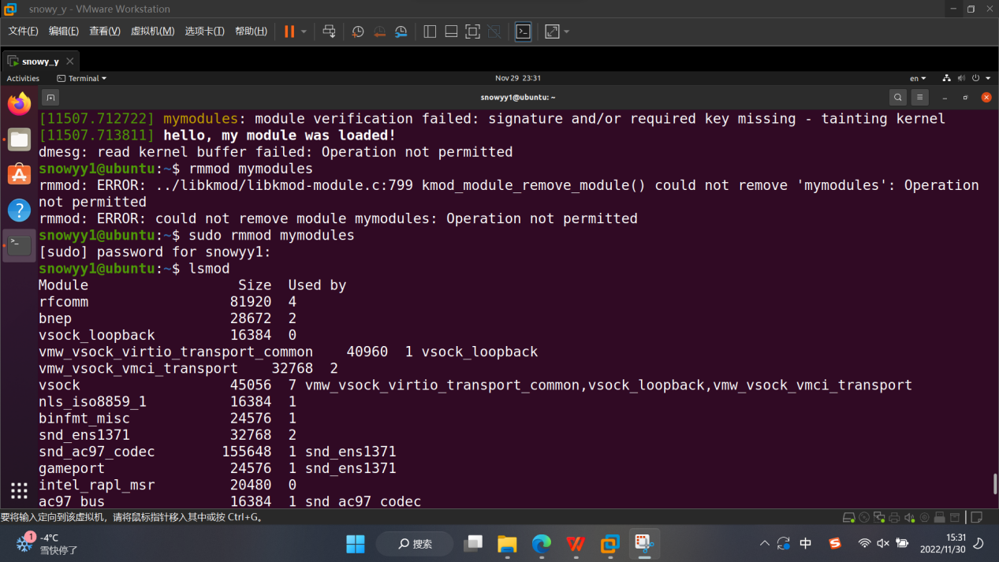 snowy_y - VMware Workstation
文件(F) 编辑(E) 查看(V) 虚拟机(M) 选项卡(T) 帮助(H)
snowy_y
Activities Terminal Nov 29 23:31 en
snowyy1@ubuntu: ~
[11507.712722] mymodules: module verification failed: signature and/or required key missing - tainting kernel
[11507.713811] hello, my module was loaded!
dmesg: read kernel buffer failed: Operation not permitted
snowyy1@ubuntu:~$ rmmod mymodules
rmmod: ERROR: ../libkmod/libkmod-module.c:799 kmod_module_remove_module() could not remove 'mymodules': Operation
not permitted
rmmod: ERROR: could not remove module mymodules: Operation not permitted
snowyy1@ubuntu:~$ sudo rmmod mymodules
[sudo] password for snowyy1:
snowyy1@ubuntu:~$ lsmod
Module Size Used by
rfcomm 81920 4
bnep 28672 2
vsock_loopback 16384 0
vmw_vsock_virtio_transport_common 40960 1 vsock_loopback
vmw_vsock_vmci_transport 32768 2
vsock 45056 7 vmw_vsock_virtio_transport_common,vsock_loopback,vmw_vsock_vmci_transport
nls_iso8859_1 16384 1
binfmt_misc 24576 1
snd_ens1371 32768 2
snd_ac97_codec 155648 1 snd_ens1371
gameport 24576 1 snd_ens1371
intel_rapl_msr 20480 0
ac97_bus 16384 1 snd_ac97_codec
要将输入定向到该虚拟机，请将鼠标指针移入其中或按 Ctrl+G。
1
-4°C
雪快停了
搜索
中
15:31
2022/11/30